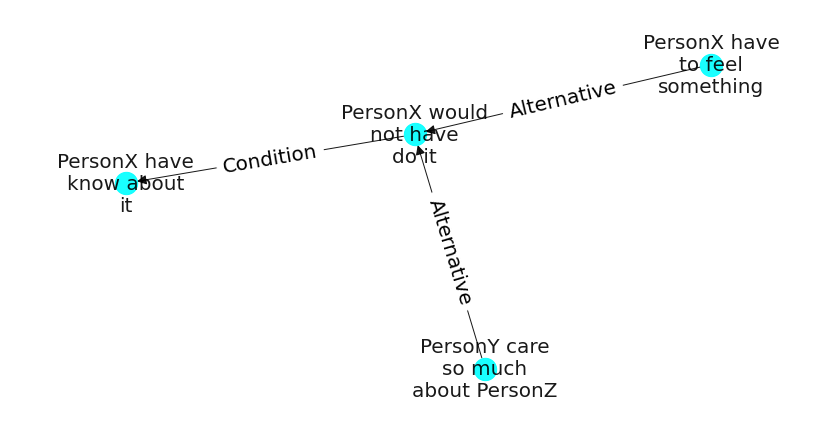 PersonX have
to feel
something
Alternative
PersonX would
not have
do it
Condition
PersonX have
know about
it
Alternative
PersonY care
so much
about PersonZ